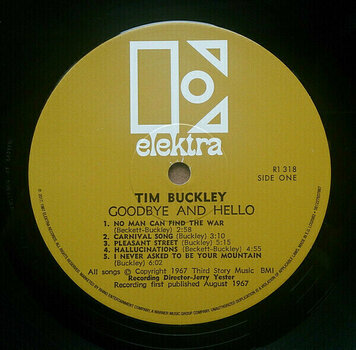 elektra
R1 318
SIDE ONE
TIM BUCKLEY
GOODBYE AND HELLO
1. NO MAN CAN FIND THE WAR
(Beckett-Buckley) 2:58
2. CARNIVAL SONG (Buckley) 3:10
3. PLEASANT STREET (Buckley) 5:15
4. HALLUCINATIONS (Beckett-Buckley) 4:55
5. I NEVER ASKED TO BE YOUR MOUNTAIN
(Buckley) 6:02
All songs © Copyright 1967 Third Story Music BMI
Recording Director-Jerry Yester
Recording first published August 1967